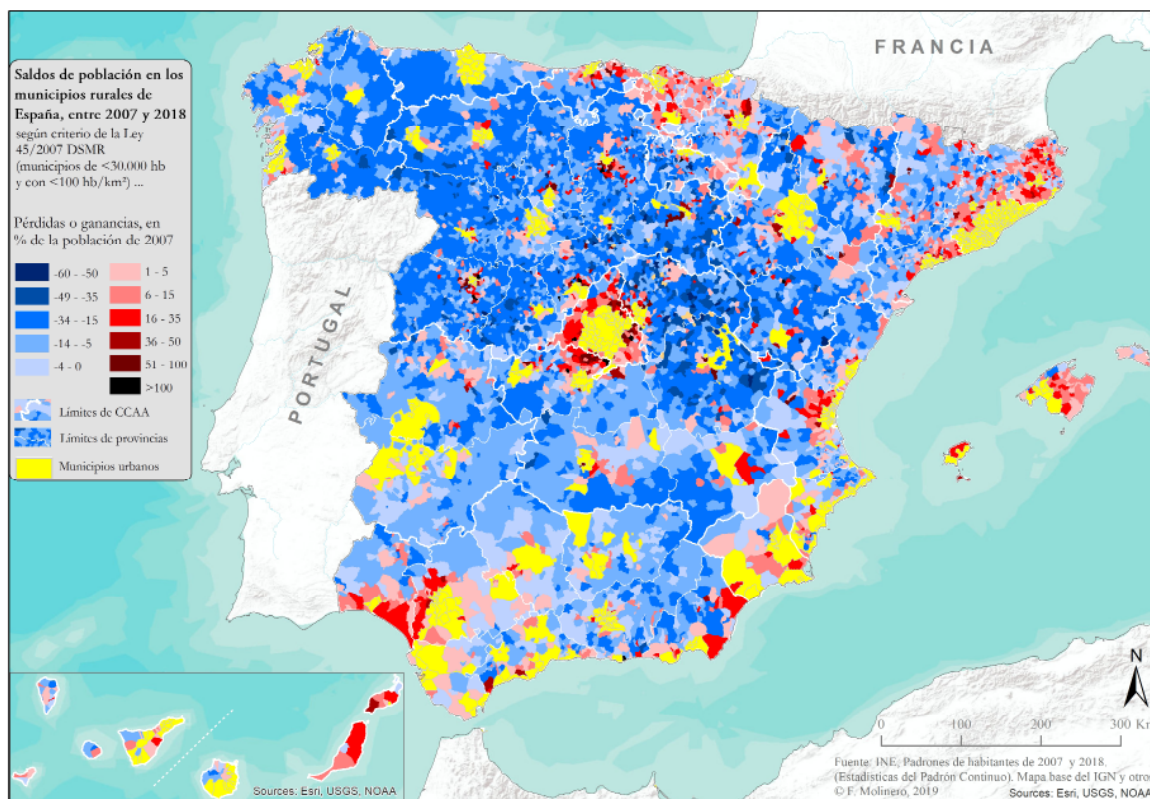 Saldos de población en los
municipios rurales de
España, entre 2007 y 2018
según criterio de la Ley
45/2007 DSMR
(municipios de <30.000 hb
y con <100 hb/km²) ...
Pérdidas o ganancias, en
% de la población de 2007
-60 - -50
1 - 5
-49 - -35
6 - 15
-34 - -15
16 - 35
-14 - -5
36 - 50
-4 - 0
51 - 100
>100
Límites de CCAA
Límites de provincias
Municipios urbanos
FRANCIA
PORTUGAL
N
0 100 200 300 Km
Fuente: INE, Padrones de habitantes de 2007 y 2018.
(Estadísticas del Padrón Continuo). Mapa base del IGN y otros
© F. Molinero, 2019
Sources: Esri, USGS, NOAA
Sources: Esri, USGS, NOAA